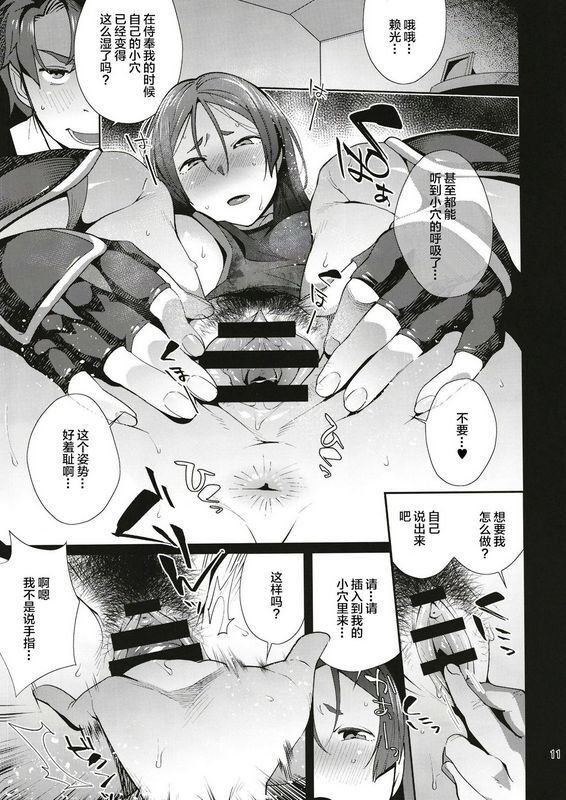 哦哦…
赖光…
在侍奉我的时候
自己的小穴
已经变得
这么湿了吗？
甚至都能
听到小穴的
呼吸了…
不要…♥
这个姿势…
好羞耻啊…
想要我
怎么做？
自己
说出来
吧
请…请
插入到我的
小穴里来…
这样吗？
啊嗯
我不是说手指…
11